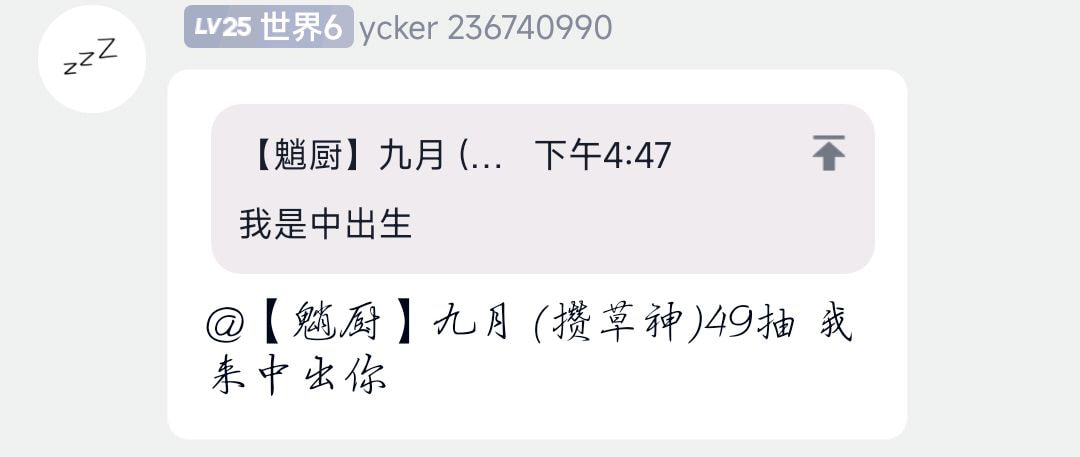 zzZ
LV25 世界6 ycker 236740990
【魈厨】九月 (... 下午4:47
我是中出生
@【魈厨】九月 (攒草神)49抽 我
来中出你